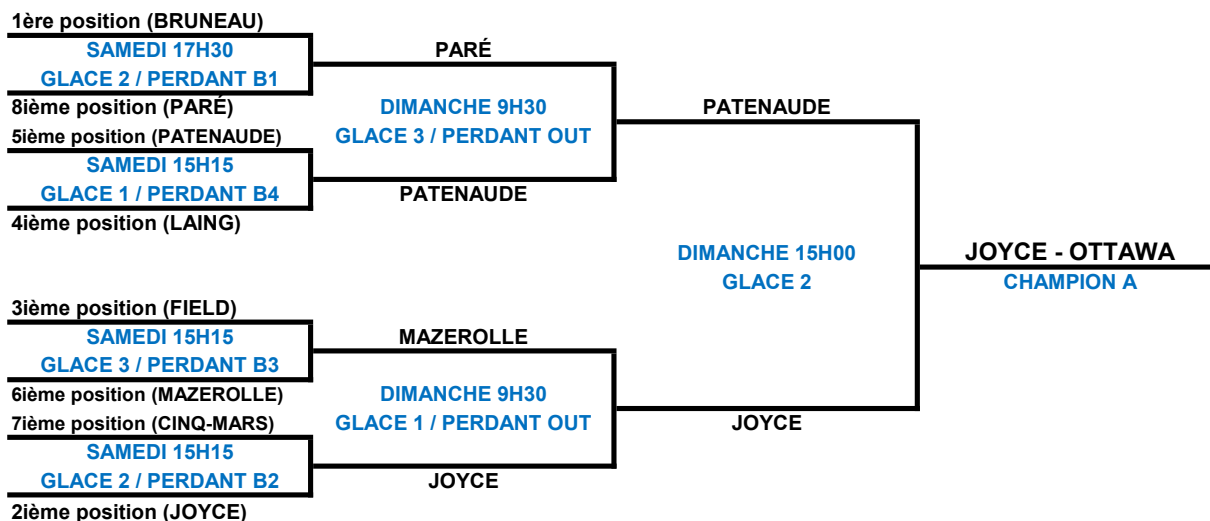 1ère position (BRUNEAU)
SAMEDI 17H30
GLACE 2 / PERDANT B1
8ième position (PARÉ)
5ième position (PATENAUDE)
SAMEDI 15H15
GLACE 1 / PERDANT B4
4ième position (LAING)
3ième position (FIELD)
SAMEDI 15H15
GLACE 3 / PERDANT B3
6ième position (MAZEROLLE)
7ième position (CINQ-MARS)
SAMEDI 15H15
GLACE 2 / PERDANT B2
2ième position (JOYCE)
PARÉ
DIMANCHE 9H30
GLACE 3 / PERDANT OUT
PATENAUDE
MAZEROLLE
DIMANCHE 9H30
GLACE 1 / PERDANT OUT
JOYCE
PATENAUDE
DIMANCHE 15H00
GLACE 2
JOYCE
JOYCE - OTTAWA
CHAMPION A